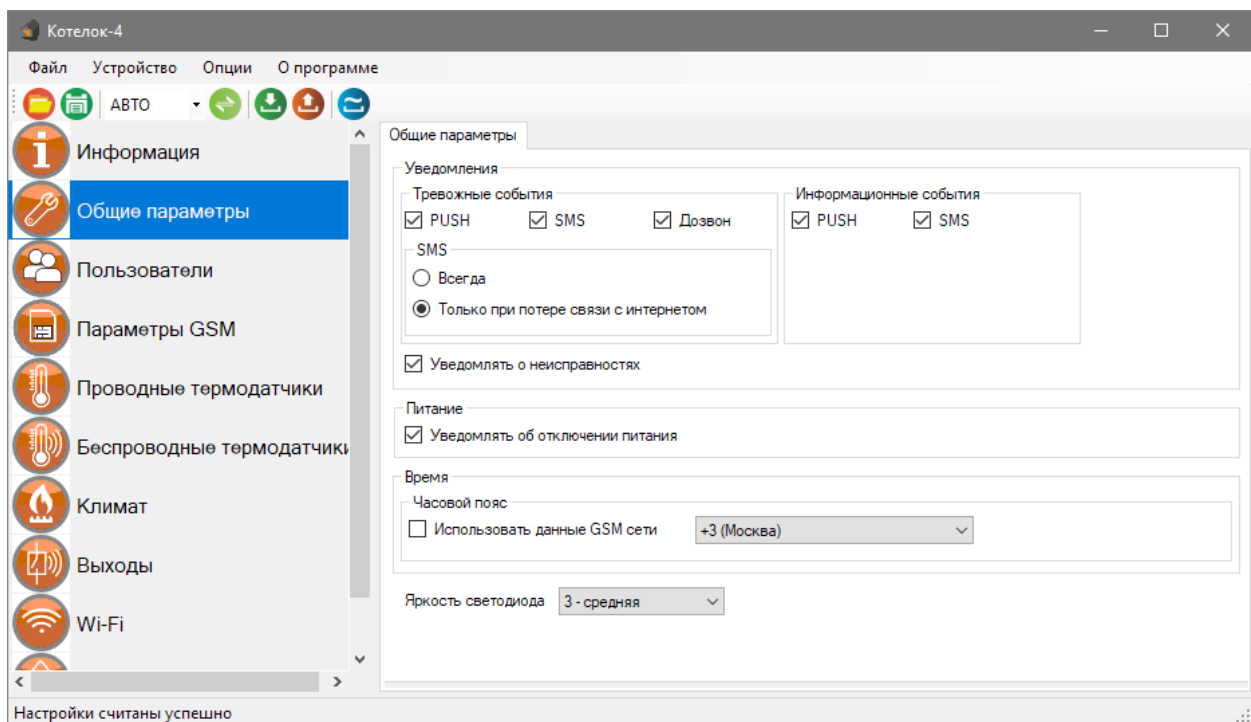 Котелок-4
Файл Устройство Опции О программе
АВТО
Информация
Общие параметры
Пользователи
Параметры GSM
Проводные термодатчики
Беспроводные термодатчики
Климат
Выходы
Wi-Fi
Общие параметры
Уведомления
Тревожные события
PUSH SMS Дозвон
SMS
Всегда
Только при потере связи с интернетом
Информационные события
PUSH SMS
Уведомлять о неисправностях
Питание
Уведомлять об отключении питания
Время
Часовой пояс
Использовать данные GSM сети +3 (Москва)
Яркость светодиода 3 - средняя
Настройки считаны успешно